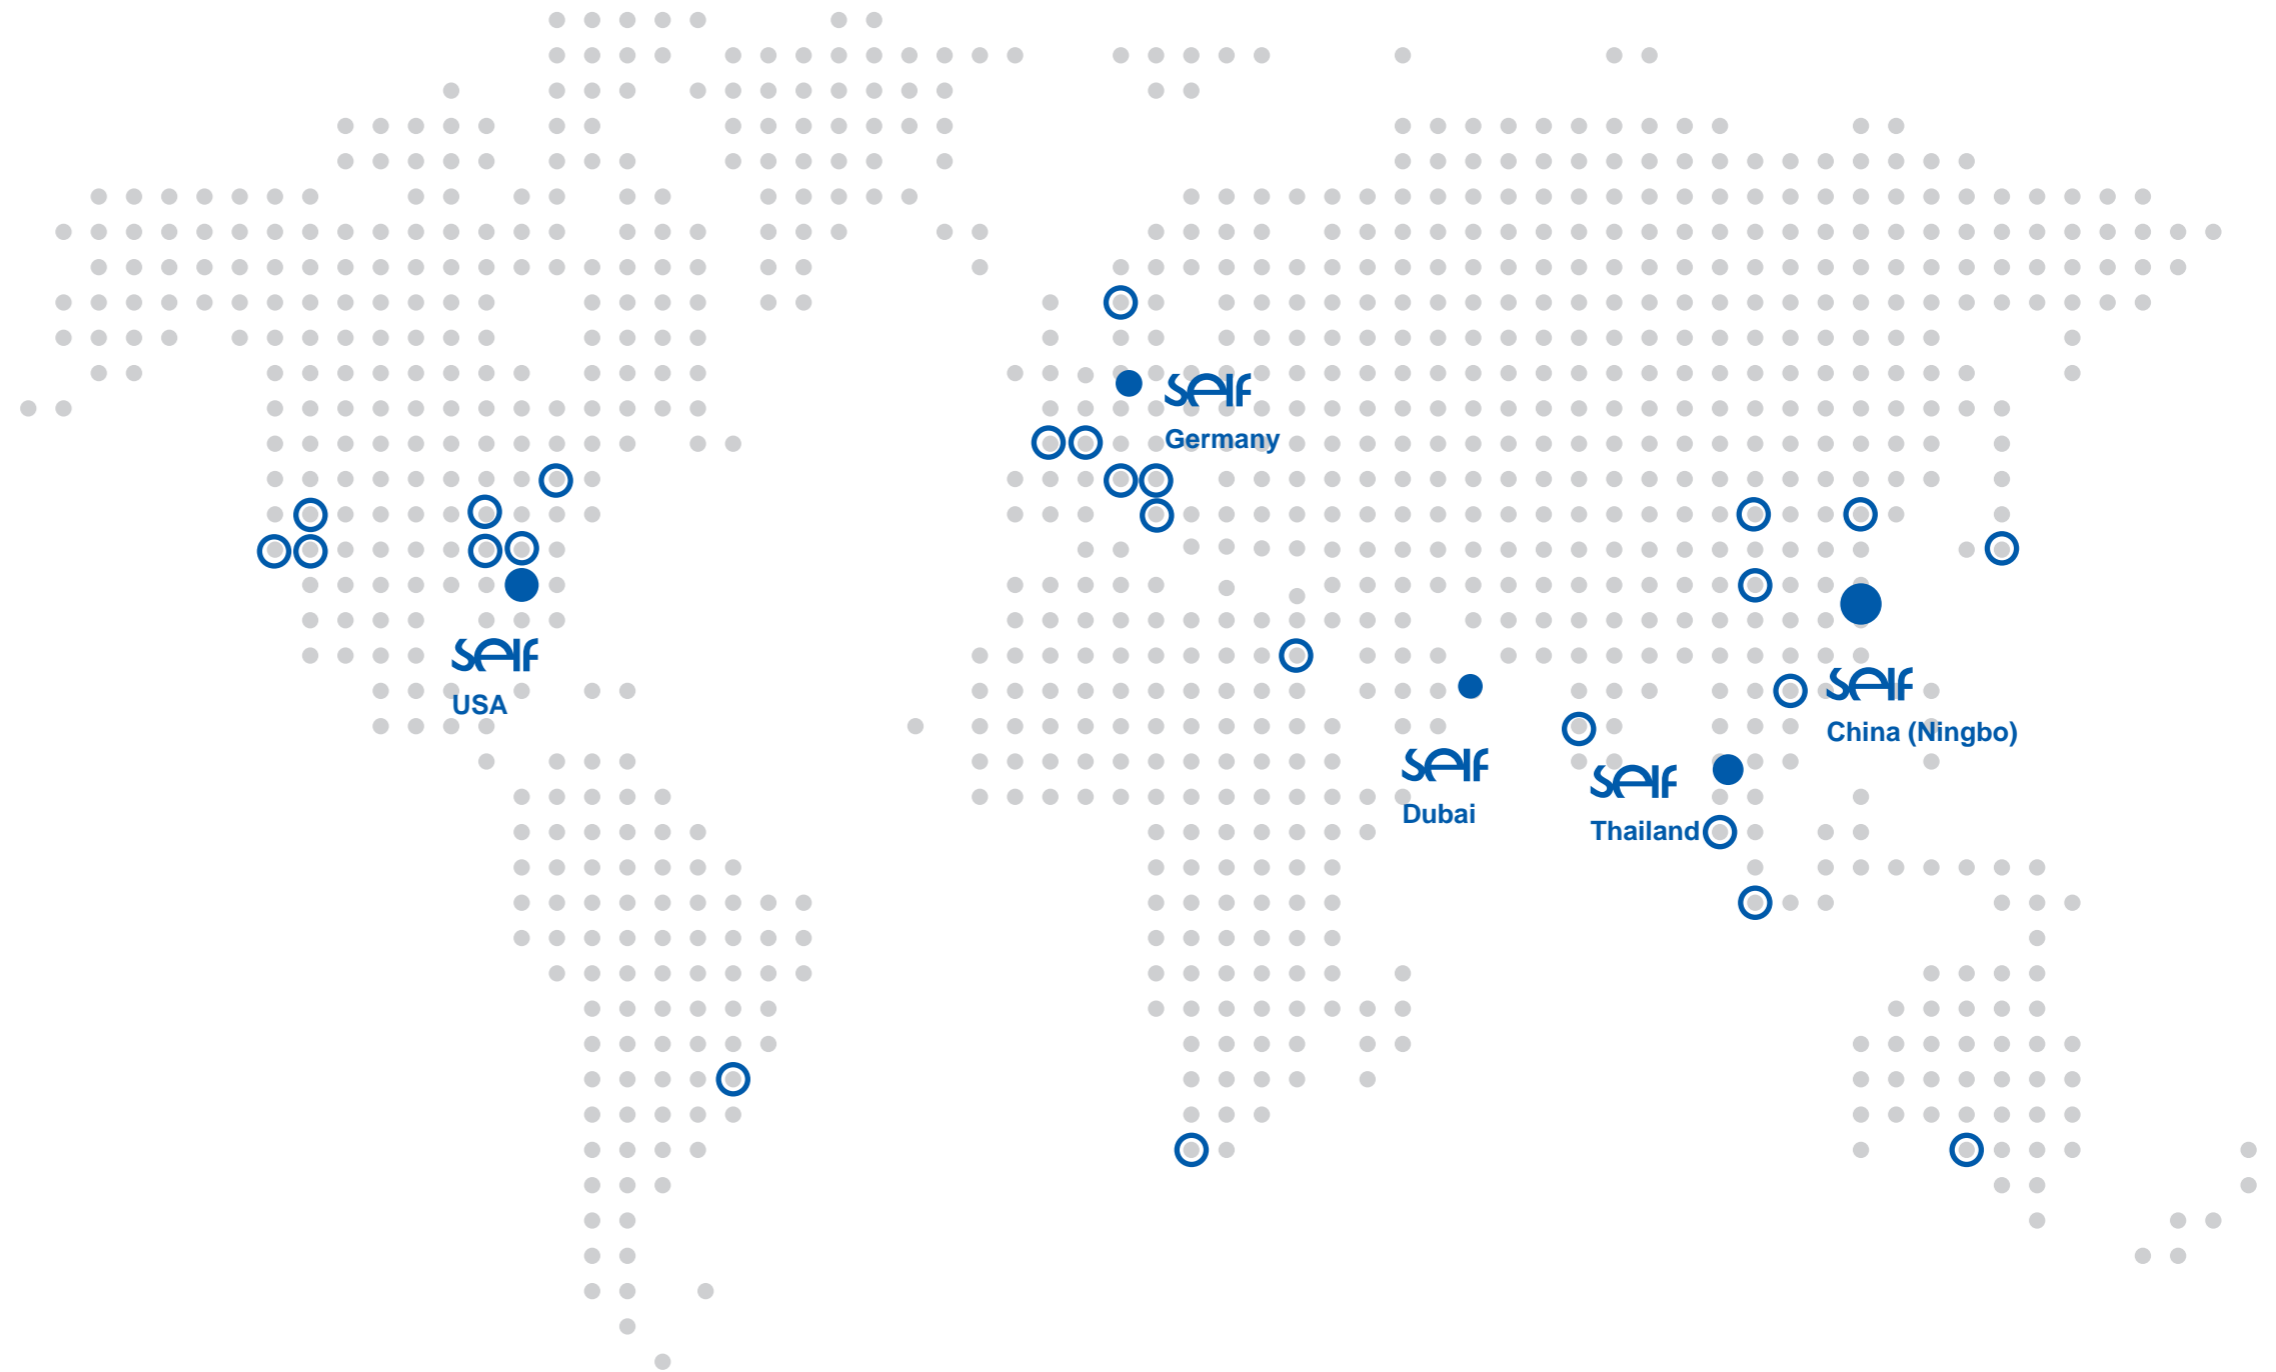 self
Germany
self
USA
self
China (Ningbo)
self
Dubai
self
Thailand